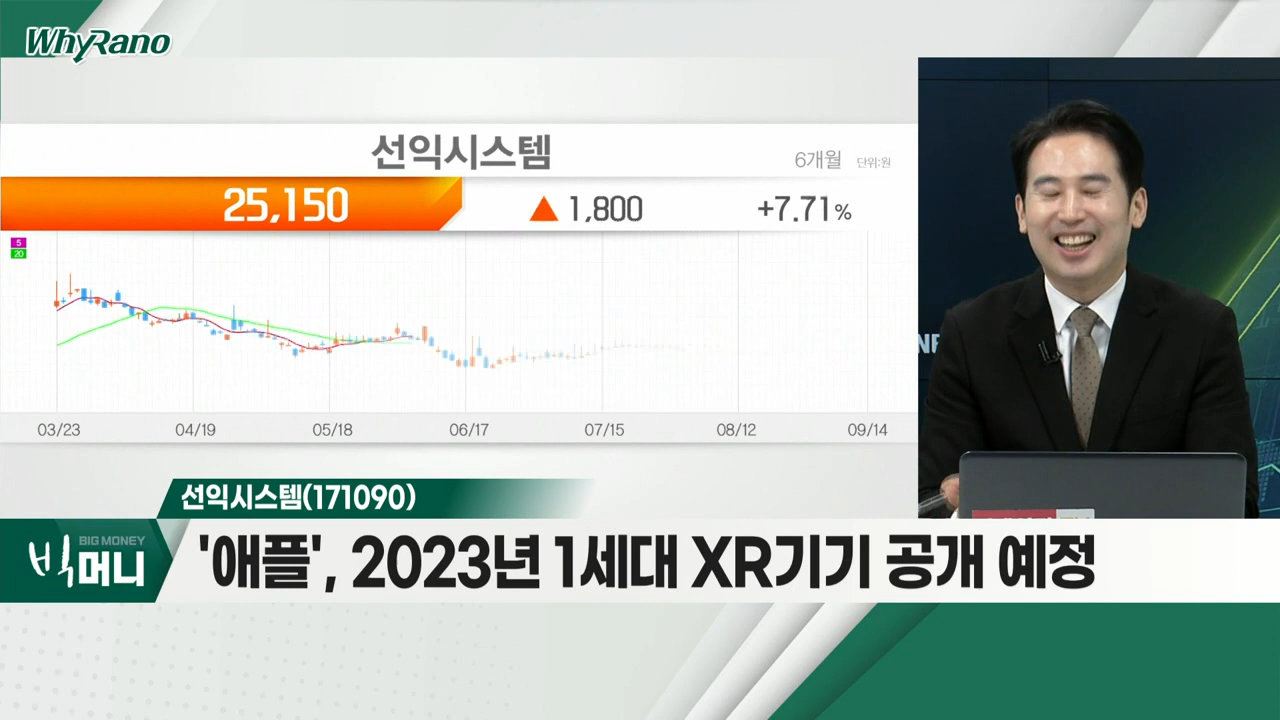 WhyRano
선익시스템
6개월 단위:원
25,150 ▲ 1,800 +7.71%
5
20
03/23 04/19 05/18 06/17 07/15 08/12 09/14
선익시스템(171090)
BIG MONEY
빅머니
'애플', 2023년 1세대 XR기기 공개 예정